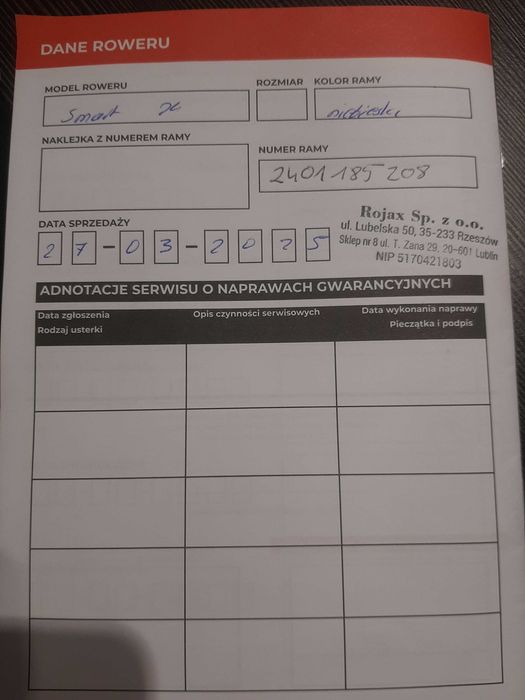 DANE ROWERU
MODEL ROWERU
ROZMIAR
KOLOR RAMY
Smart
niebieski
NAKLEJKA Z NUMEREM RAMY
NUMER RAMY
2401185208
DATA SPRZEDAŻY
27-03-2025
Rojax Sp. z o.o.
ul. Lubelska 50, 35-233 Rzeszów
Sklep nr 8 ul. T. Zana 29, 20-601 Lublin
NIP 5170421803
ADNOTACJE SERWISU O NAPRAWACH GWARANCYJNYCH
Data zgłoszenia
Rodzaj usterki
Opis czynności serwisowych
Data wykonania naprawy
Pieczątka i podpis